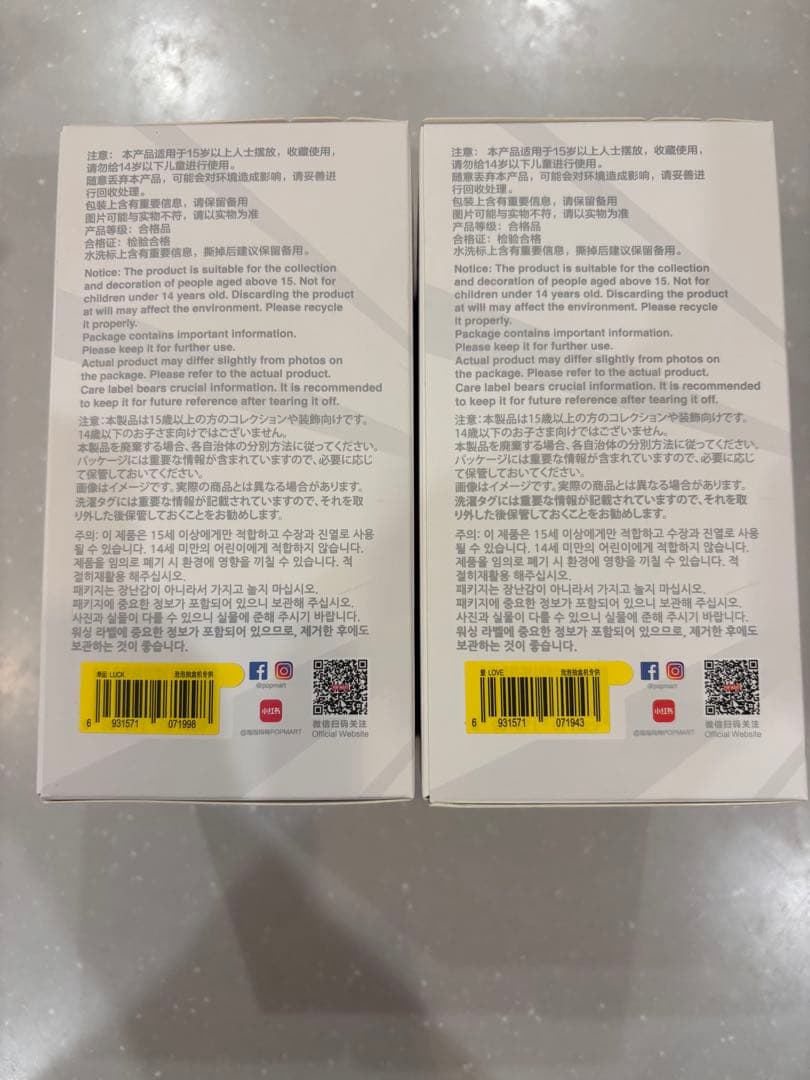 注意： 本产品适用于15岁以上人士摆放，收藏使用，
请勿给14岁以下儿童进行使用。
随意丢弃本产品，可能会对环境造成影响，请妥善进
行回收处理。
包装上含有重要信息，请保留备用
图片可能与实物不符，请以实物为准
产品等级：合格品
合格证：检验合格
水洗标上含有重要信息，撕掉后建议保留备用。
Notice: The product is suitable for the collection
and decoration of people aged above 15. Not for
children under 14 years old. Discarding the product
at will may affect the environment. Please recycle
it properly.
Package contains important information.
Please keep it for further use.
Actual product may differ slightly from photos on
the package. Please refer to the actual product.
Care label bears crucial information. It is recommended
to keep it for future reference after tearing it off.
注意：本製品は15歳以上の方のコレクションや装飾向けです。
14歳以下のお子さま向けではございません。
本製品を廃棄する場合、各自治体の分別方法に従ってください。
パッケージには重要な情報が含まれていますので、必要に応じ
て保管しておいてください。
画像はイメージです。実際の商品とは異なる場合があります。
洗濯タグには重要な情報が記載されていますので、それを取
り外した後保管しておくことをお勧めします。
주의: 이 제품은 15세 이상에게만 적합하고 수장과 진열로 사용
될 수 있습니다. 14세 미만의 어린이에게 적합하지 않습니다.
제품을 임의로 폐기 시 환경에 영향을 끼칠 수 있습니다. 적
절히재활용 해주십시오.
패키지는 장난감이 아니라서 가지고 놀지 마십시오.
패키지에 중요한 정보가 포함되어 있으니 보관해 주십시오.
사진과 실물이 다를 수 있으니 실물에 준해 주시기 바랍니다.
워싱 라벨에 중요한 정보가 포함되어 있으므로, 제거한 후에도
보관하는 것이 좋습니다.
幸运 LUCK 泡泡抽盒机专供
6 931571 071998
@popmart
小红书
@泡泡玛特POPMART
微信扫码关注
Official Website
注意： 本产品适用于15岁以上人士摆放，收藏使用，
请勿给14岁以下儿童进行使用。
随意丢弃本产品，可能会对环境造成影响，请妥善进
行回收处理。
包装上含有重要信息，请保留备用
图片可能与实物不符，请以实物为准
产品等级：合格品
合格证：检验合格
水洗标上含有重要信息，撕掉后建议保留备用。
Notice: The product is suitable for the collection
and decoration of people aged above 15. Not for
children under 14 years old. Discarding the product
at will may affect the environment. Please recycle
it properly.
Package contains important information.
Please keep it for further use.
Actual product may differ slightly from photos on
the package. Please refer to the actual product.
Care label bears crucial information. It is recommended
to keep it for future reference after tearing it off.
注意：本製品は15歳以上の方のコレクションや装飾向けです。
14歳以下のお子さま向けではございません。
本製品を廃棄する場合、各自治体の分別方法に従ってください。
パッケージには重要な情報が含まれていますので、必要に応じ
て保管しておいてください。
画像はイメージです。実際の商品とは異なる場合があります。
洗濯タグには重要な情報が記載されていますので、それを取
り外した後保管しておくことをお勧めします。
주의: 이 제품은 15세 이상에게만 적합하고 수장과 진열로 사용
될 수 있습니다. 14세 미만의 어린이에게 적합하지 않습니다.
제품을 임의로 폐기 시 환경에 영향을 끼칠 수 있습니다. 적
절히재활용 해주십시오.
패키지는 장난감이 아니라서 가지고 놀지 마십시오.
패키지에 중요한 정보가 포함되어 있으니 보관해 주십시오.
사진과 실물이 다를 수 있으니 실물에 준해 주시기 바랍니다.
워싱 라벨에 중요한 정보가 포함되어 있으므로, 제거한 후에도
보관하는 것이 좋습니다.
爱 LOVE 泡泡抽盒机专供
6 931571 071943
@popmart
小红书
@泡泡玛特POPMART
微信扫码关注
Official Website